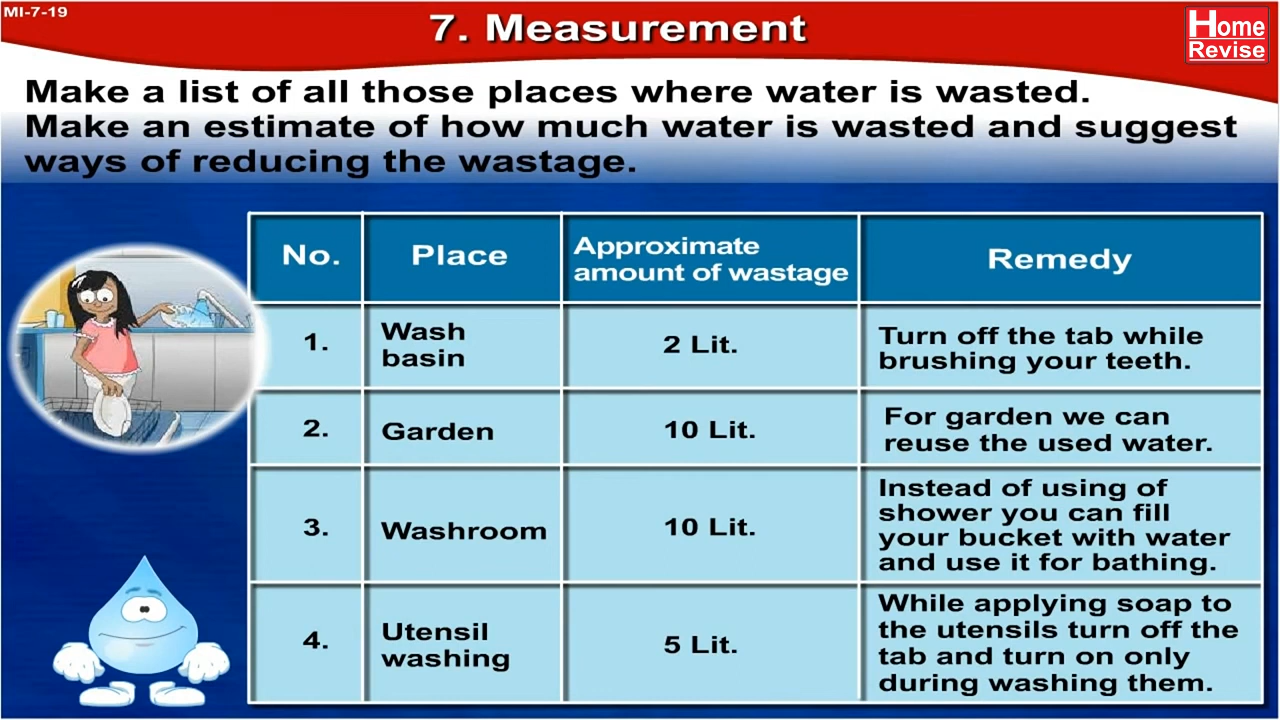 MI-7-19
7. Measurement
Home
Revise
Make a list of all those places where water is wasted.
Make an estimate of how much water is wasted and suggest
ways of reducing the wastage.
No.
Place
Approximate
amount of wastage
Remedy
1.
Wash
basin
2 Lit.
Turn off the tab while
brushing your teeth.
2.
Garden
10 Lit.
For garden we can
reuse the used water.
3.
Washroom
10 Lit.
Instead of using of
shower you can fill
your bucket with water
and use it for bathing.
4.
Utensil
washing
5 Lit.
While applying soap to
the utensils turn off the
tab and turn on only
during washing them.